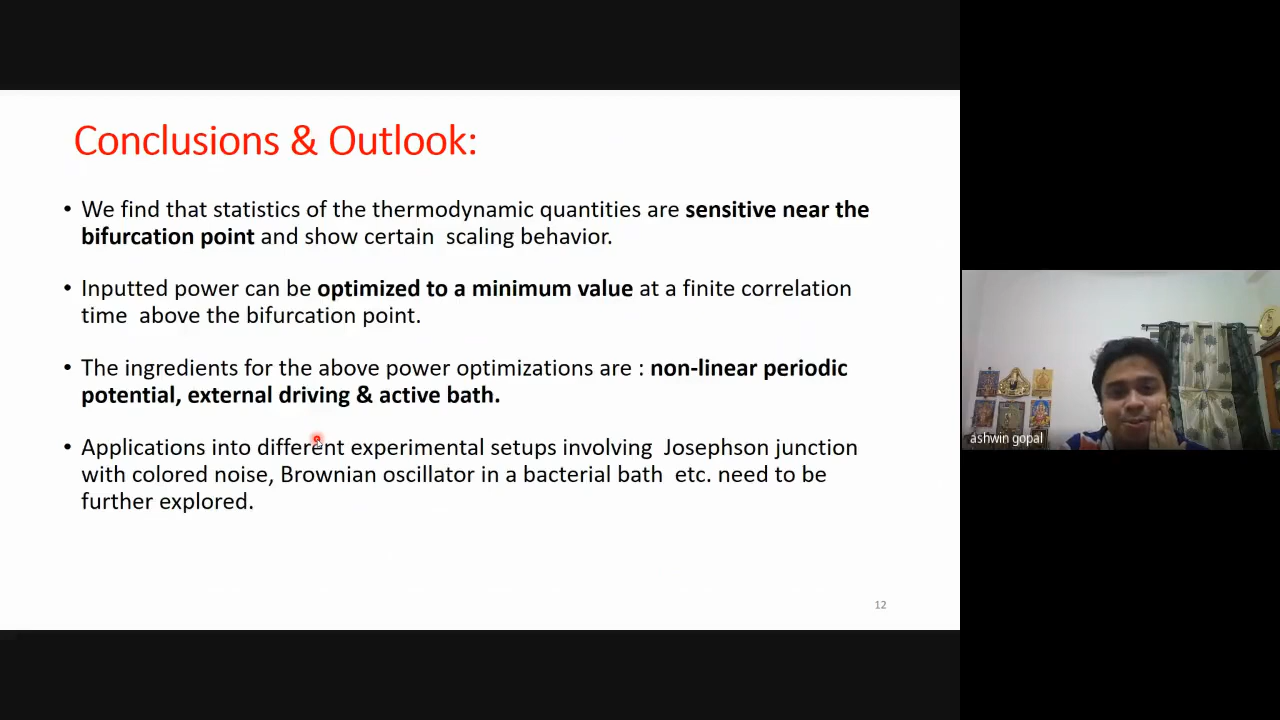 Conclusions & Outlook:
• We find that statistics of the thermodynamic quantities are sensitive near the
bifurcation point and show certain scaling behavior.
• Inputted power can be optimized to a minimum value at a finite correlation
time above the bifurcation point.
• The ingredients for the above power optimizations are : non-linear periodic
potential, external driving & active bath.
• Applications into different experimental setups involving Josephson junction
with colored noise, Brownian oscillator in a bacterial bath etc. need to be
further explored.
12
ashwin gopal